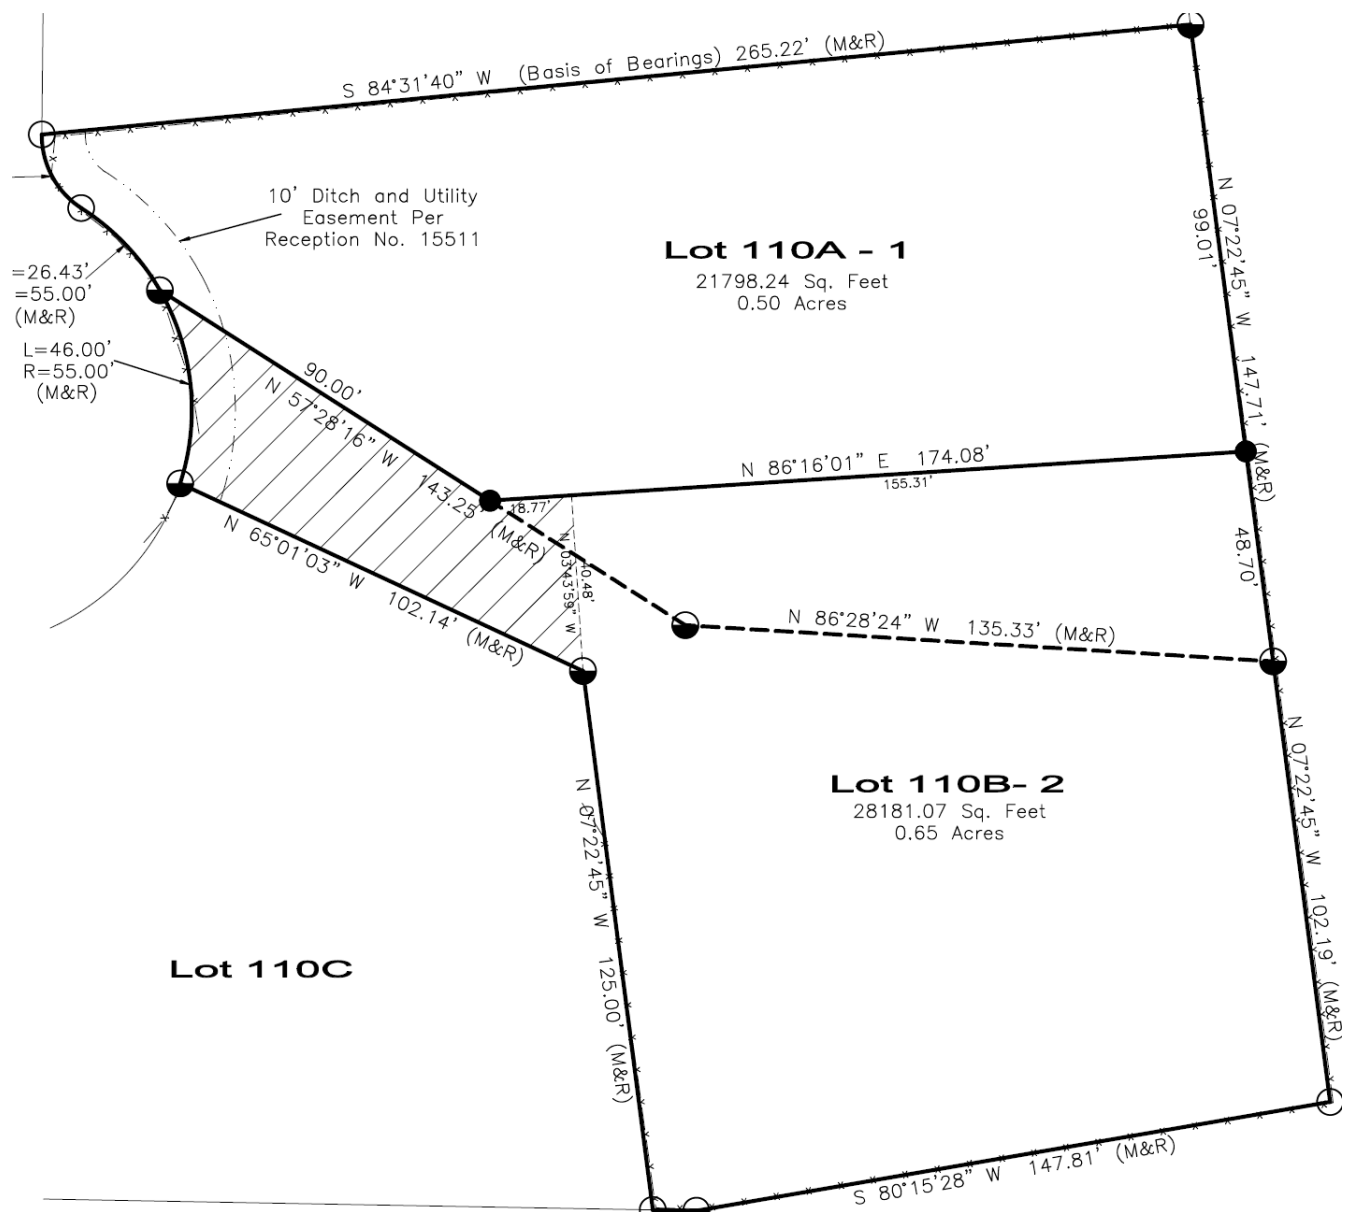 S 84°31'40" W (Basis of Bearings) 265.22' (M&R)
10' Ditch and Utility
Easement Per
Reception No. 15511
Lot 110A - 1
21798.24 Sq. Feet
0.50 Acres
N 07°22'45" W 147.71' (M&R)
99.01'
=26.43'
=55.00'
(M&R)
L=46.00'
R=55.00'
(M&R)
90.00'
N 57°28'16" W 143.25' (M&R)
N 86°16'01" E 174.08'
18.77'
155.31'
N 03°43'59" W
40.48'
48.70'
N 65°01'03" W 102.14' (M&R)
N 86°28'24" W 135.33' (M&R)
Lot 110B- 2
28181.07 Sq. Feet
0.65 Acres
N 07°22'45" W 102.19' (M&R)
N 07°22'45" W 125.00' (M&R)
Lot 110C
S 80°15'28" W 147.81' (M&R)